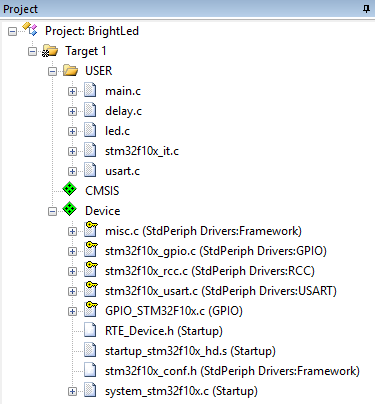 Project
Project: BrightLed
Target 1
USER
main.c
delay.c
led.c
stm32f10x_it.c
usart.c
CMSIS
Device
misc.c (StdPeriph Drivers:Framework)
stm32f10x_gpio.c (StdPeriph Drivers:GPIO)
stm32f10x_rcc.c (StdPeriph Drivers:RCC)
stm32f10x_usart.c (StdPeriph Drivers:USART)
GPIO_STM32F10x.c (GPIO)
RTE_Device.h (Startup)
startup_stm32f10x_hd.s (Startup)
stm32f10x_conf.h (StdPeriph Drivers:Framework)
system_stm32f10x.c (Startup)